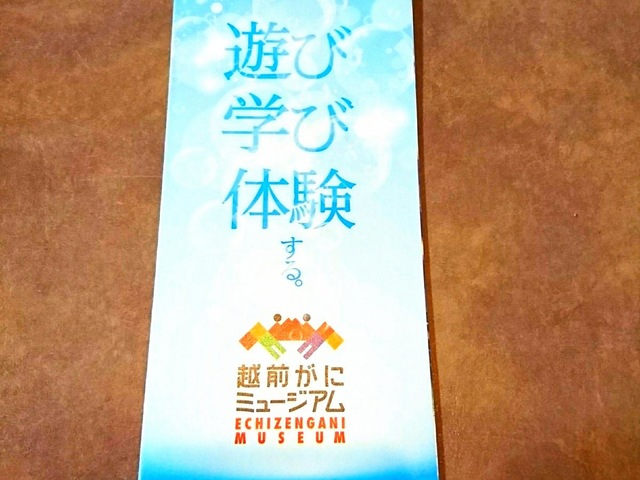 遊び
学び
体験
する。
越前がに
ミュージアム
ECHIZENGANI
MUSEUM